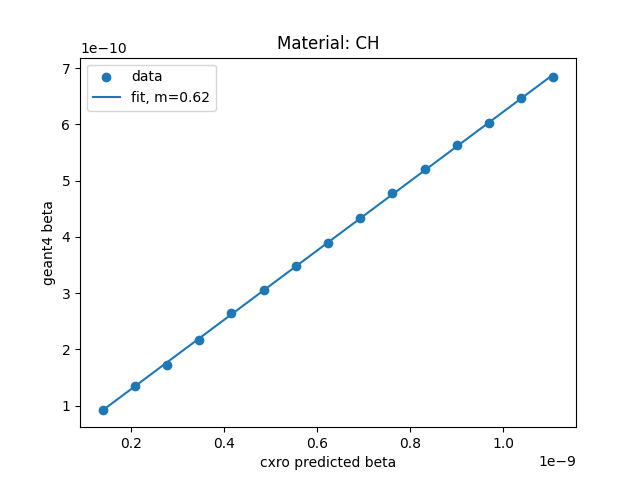 Material: CH
1e−10
data
fit, m=0.62
7
6
5
4
3
2
1
geant4 beta
0.2 0.4 0.6 0.8 1.0
cxro predicted beta
1e−9